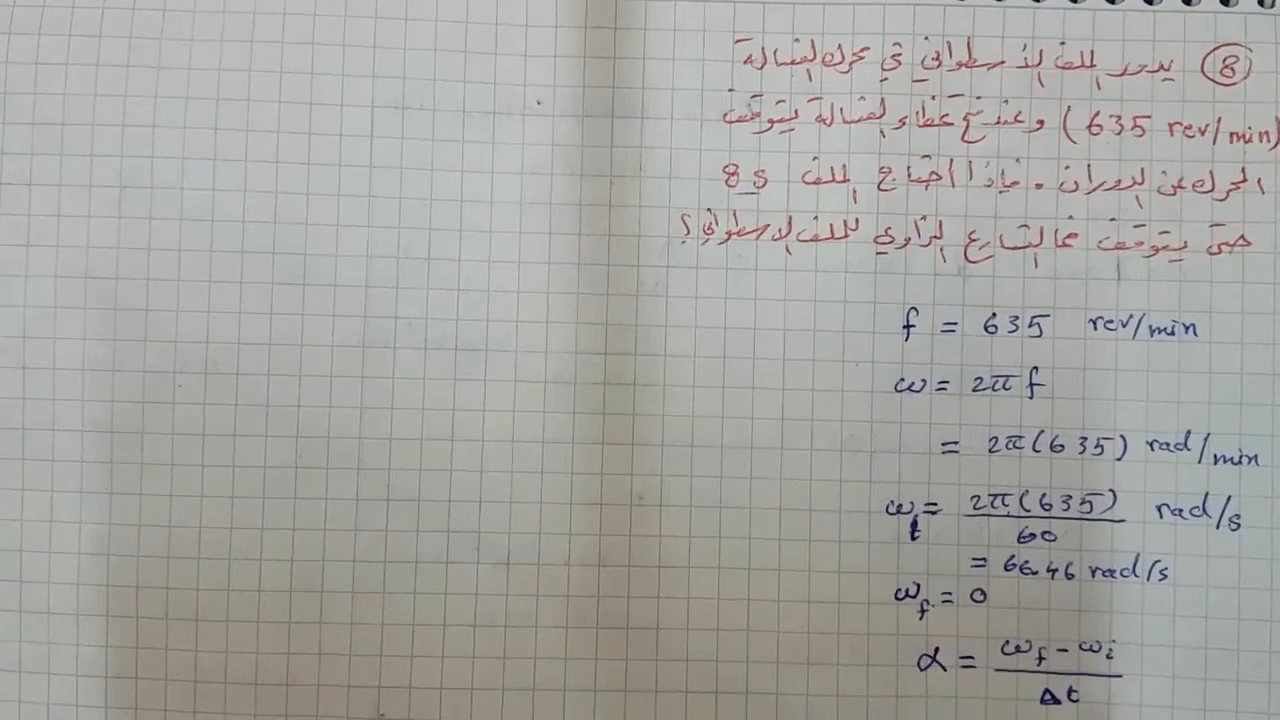 ⑧ يدور الملف الأسطواني في محرك الغسالة
(635 rev/min) وعند فتح غطاء الغسالة يتوقف
المحرك عن الدوران. فإذا احتاج الملف 8 s
حتى يتوقف فما التسارع الزاوي للملف الأسطواني؟
f = 635 rev/min
ω = 2π f
= 2π(635) rad/min
ωi = 2π(635)/60 rad/s
= 66.46 rad/s
ωf = 0
α = (ωf - ωi)/Δt